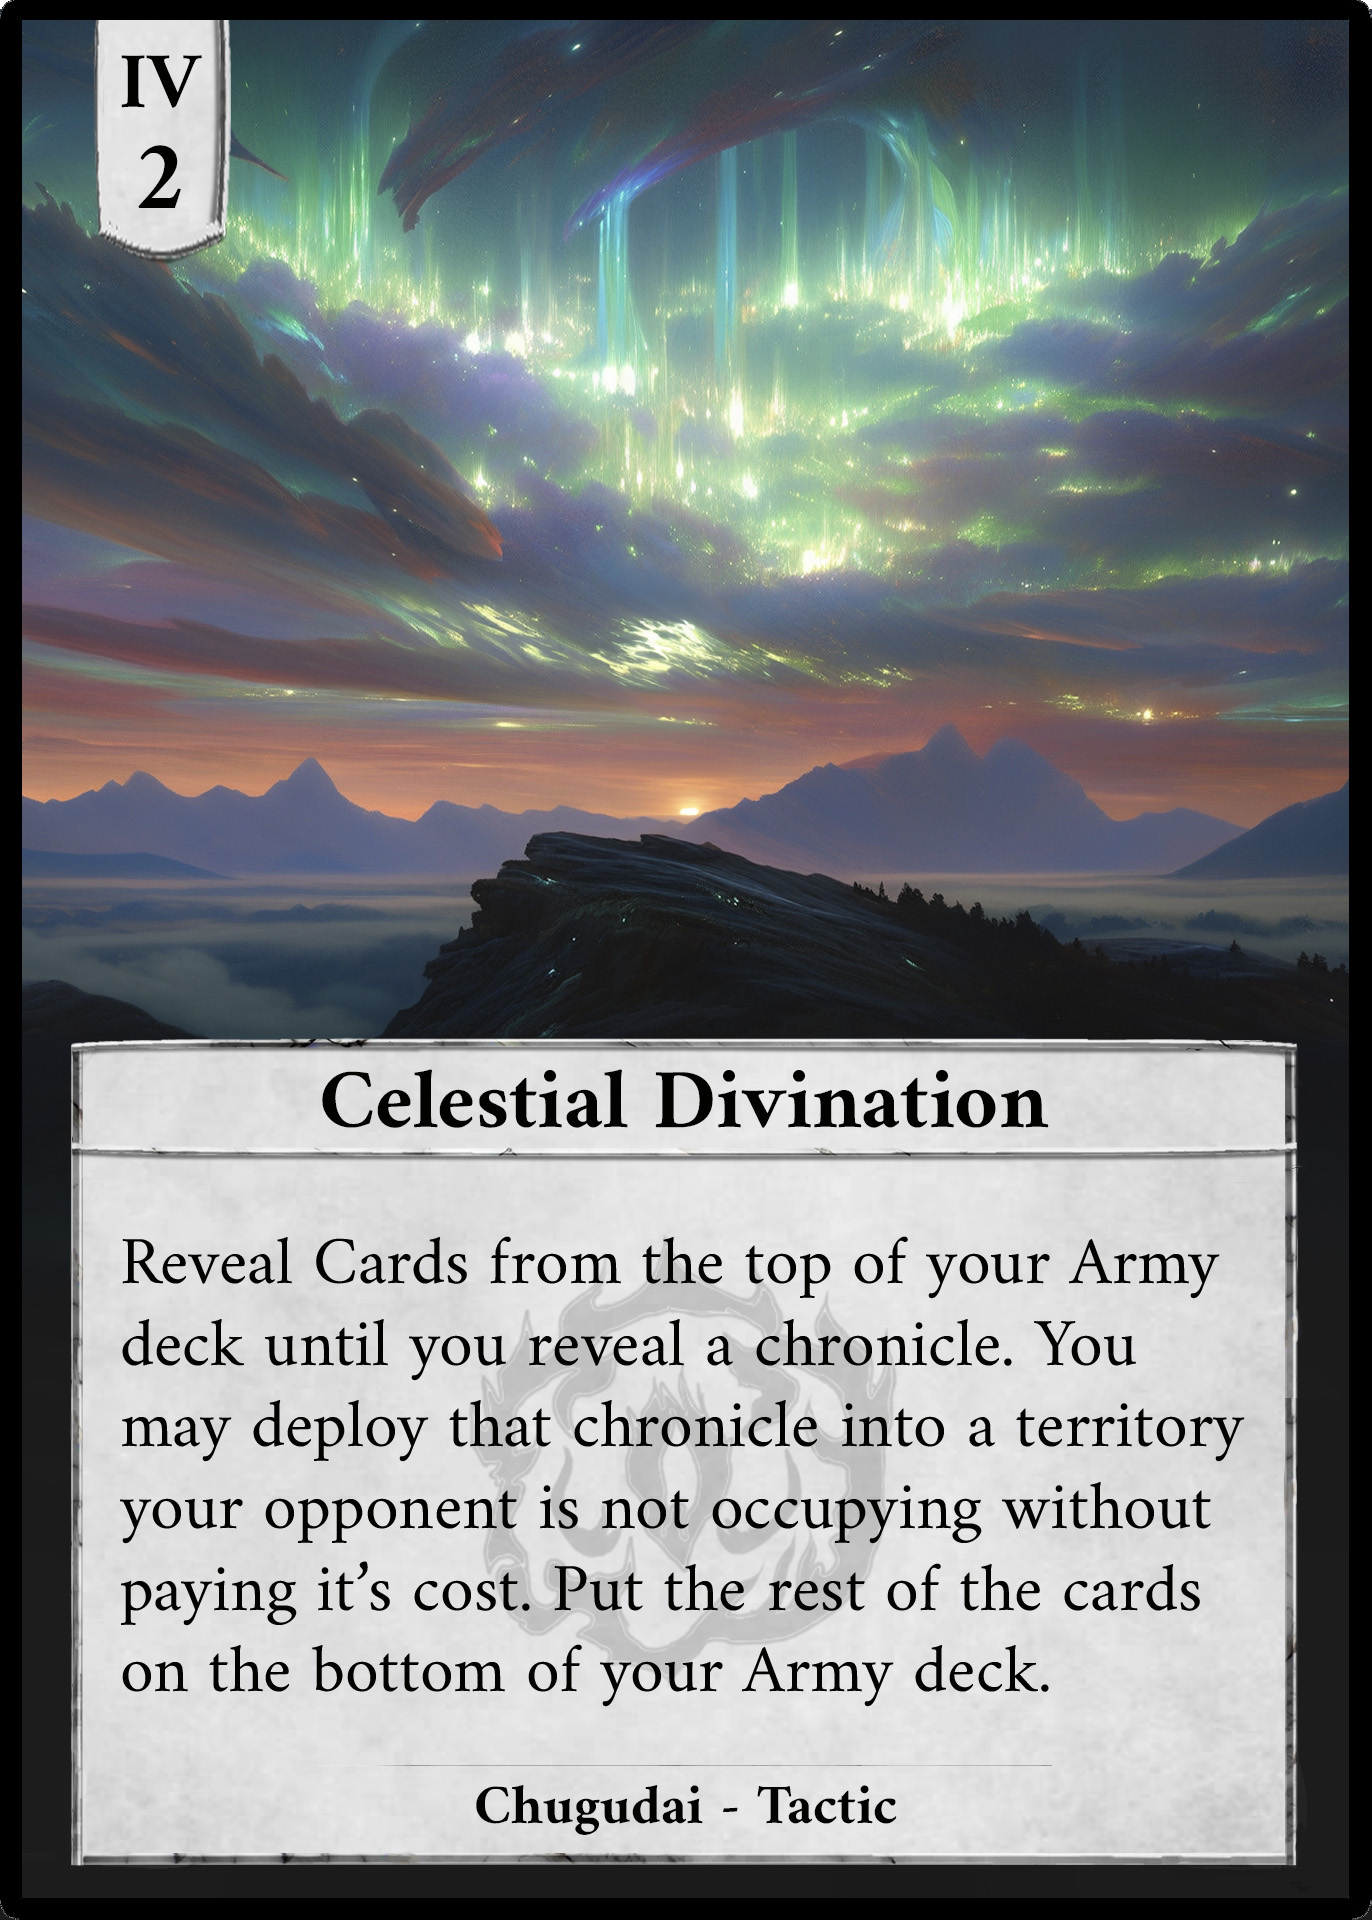 IV
2
Celestial Divination
Reveal Cards from the top of your Army
deck until you reveal a chronicle. You
may deploy that chronicle into a territory
your opponent is not occupying without
paying it’s cost. Put the rest of the cards
on the bottom of your Army deck.
Chugudai - Tactic